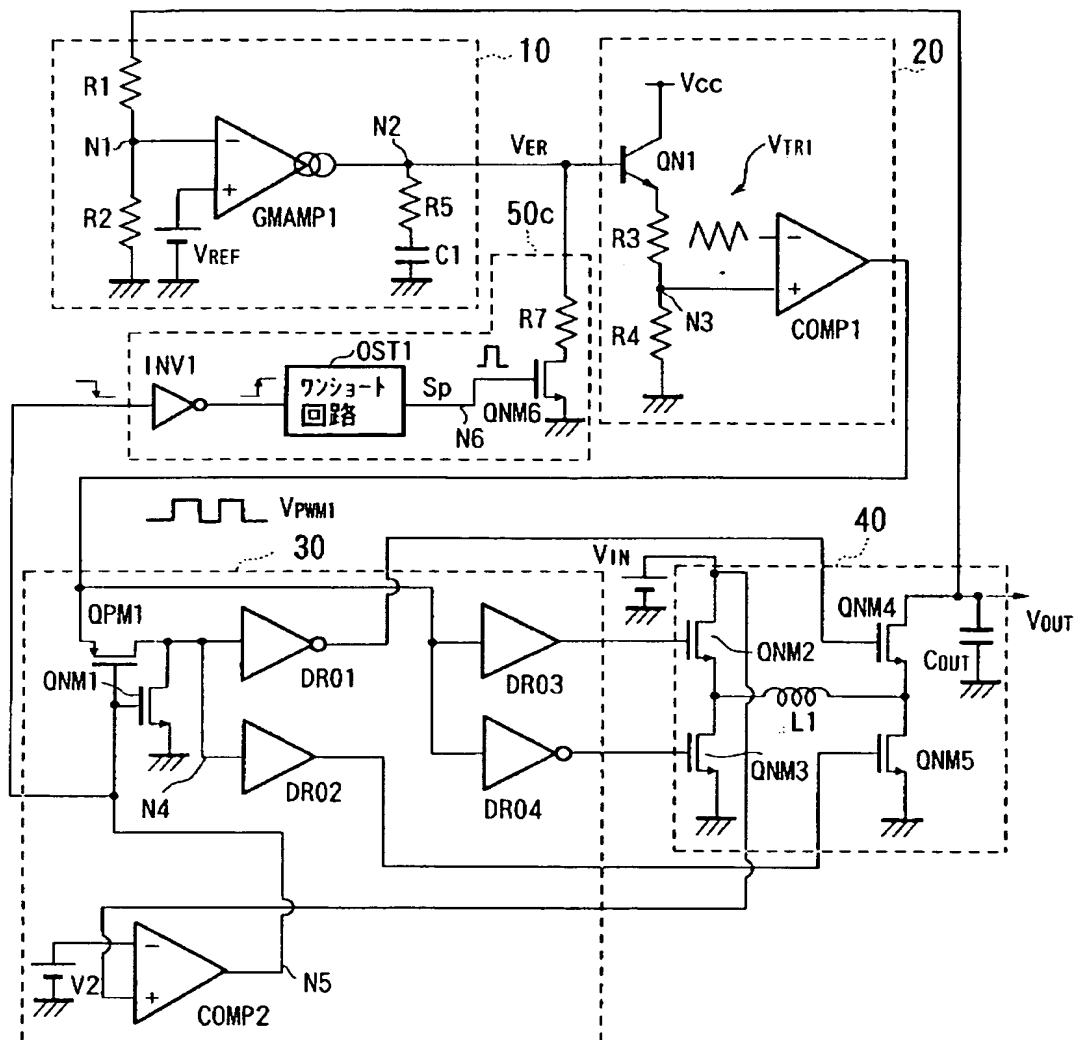 10
20
R1
N1
R2
VREF
GMAMP1
N2
R5
C1
VER
50c
VCC
QN1
VTRI
R3
R4
N3
COMP1
R7
INV1
OST1
ワンショート
回路
Sp
N6
QNM6
VPWM1
30
40
VIN
QPM1
QNM1
DR01
DR03
QNM2
QNM4
VOUT
COUT
L1
N4
DR02
DR04
QNM3
QNM5
V2
COMP2
N5